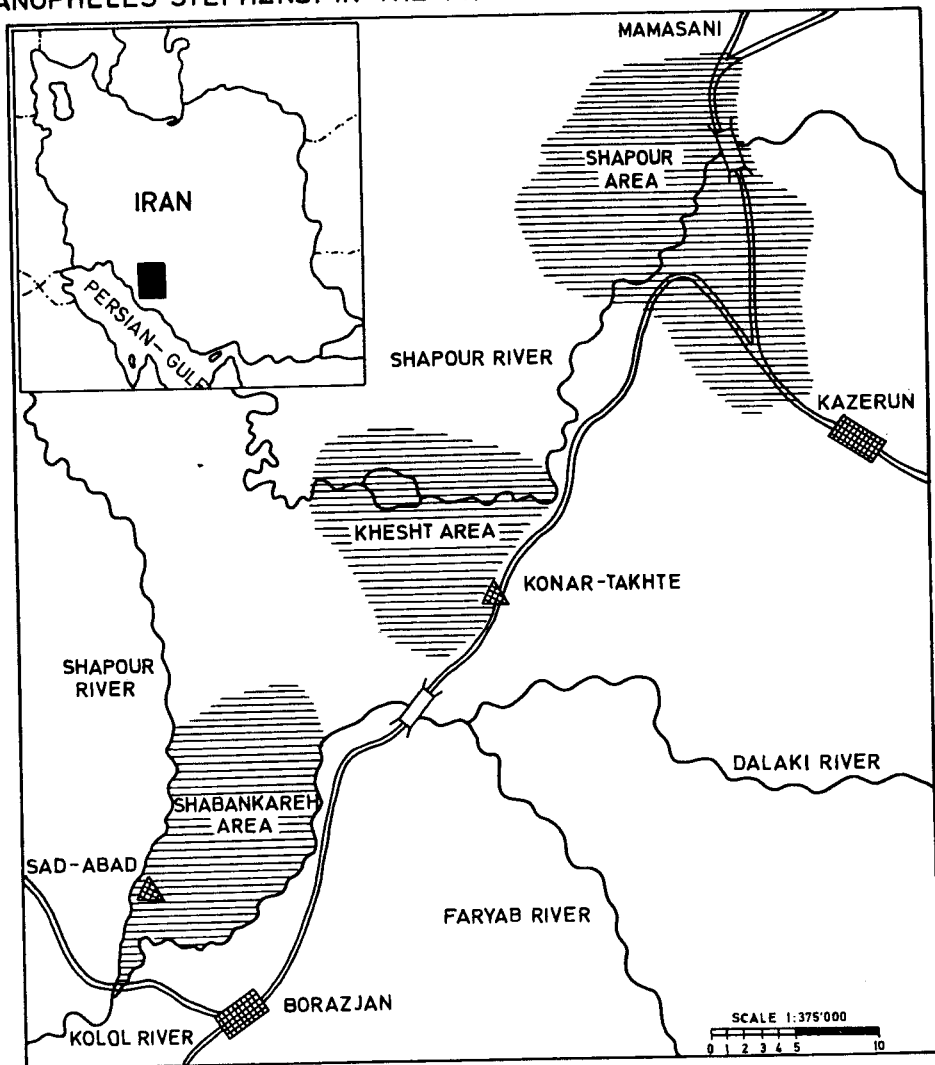 MAMASANI
SHAPOUR
AREA
IRAN
PERSIAN-GULF
SHAPOUR RIVER
KAZERUN
KHESHT AREA
KONAR-TAKHTE
SHAPOUR
RIVER
DALAKI RIVER
SHABANKAREH
AREA
SAD-ABAD
FARYAB RIVER
BORAZJAN
KOLOL RIVER
SCALE 1:375'000
0 1 2 3 4 5 10